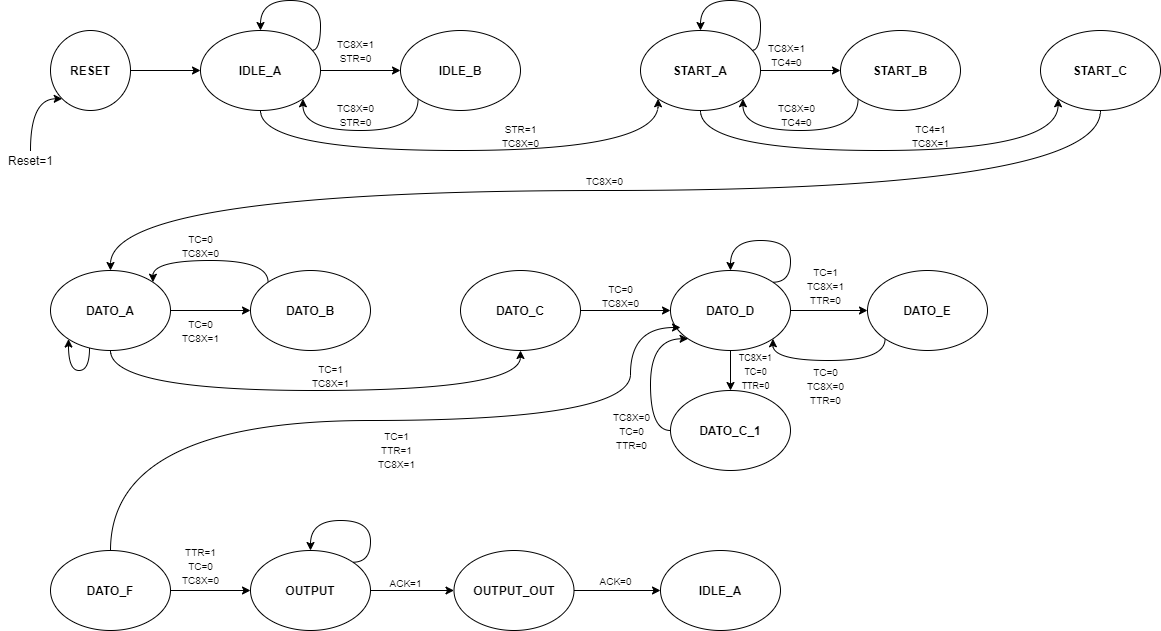 RESET
IDLE_A
TC8X=1
STR=0
IDLE_B
TC8X=0
STR=0
START_A
TC8X=1
TC4=0
START_B
TC8X=0
TC4=0
START_C
STR=1
TC8X=0
TC4=1
TC8X=1
Reset=1
TC8X=0
TC=0
TC8X=0
DATO_A
DATO_B
TC=0
TC8X=1
DATO_C
TC=0
TC8X=0
DATO_D
TC=1
TC8X=1
TTR=0
DATO_E
TC=1
TC8X=1
TC8X=1
TC=0
TTR=0
TC=0
TC8X=0
TTR=0
TC8X=0
TC=0
TTR=0
DATO_C_1
TC=1
TTR=1
TC8X=1
DATO_F
TTR=1
TC=0
TC8X=0
OUTPUT
ACK=1
OUTPUT_OUT
ACK=0
IDLE_A